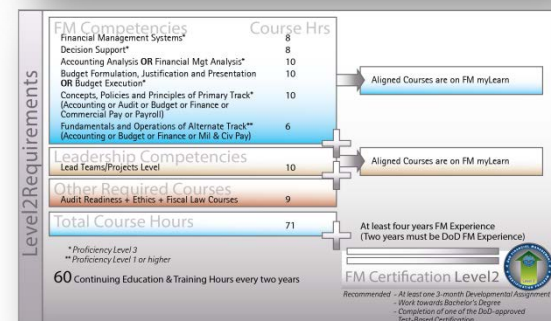 Level2Requirements
FM Competencies Course Hrs
Financial Management Systems* 8
Decision Support* 8
Accounting Analysis OR Financial Mgt Analysis* 10
Budget Formulation, Justification and Presentation 10
OR Budget Execution*
Concepts, Policies and Principles of Primary Track* 10
(Accounting or Audit or Budget or Finance or
Commercial Pay or Payroll)
Fundamentals and Operations of Alternate Track** 6
(Accounting or Budget or Finance or Mil & Civ Pay)
Aligned Courses are on FM myLearn
Leadership Competencies
Lead Teams/Projects Level 10
Aligned Courses are on FM myLearn
Other Required Courses
Audit Readiness + Ethics + Fiscal Law Courses 9
Total Course Hours 71
At least four years FM Experience
(Two years must be DoD FM Experience)
* Proficiency Level 3
** Proficiency Level 1 or higher
60 Continuing Education & Training Hours every two years
FM Certification Level2
Recommended - At least one 3-month Developmental Assignment
- Work towards Bachelor's Degree
- Completion of one of the DoD-approved
Test-Based Certification